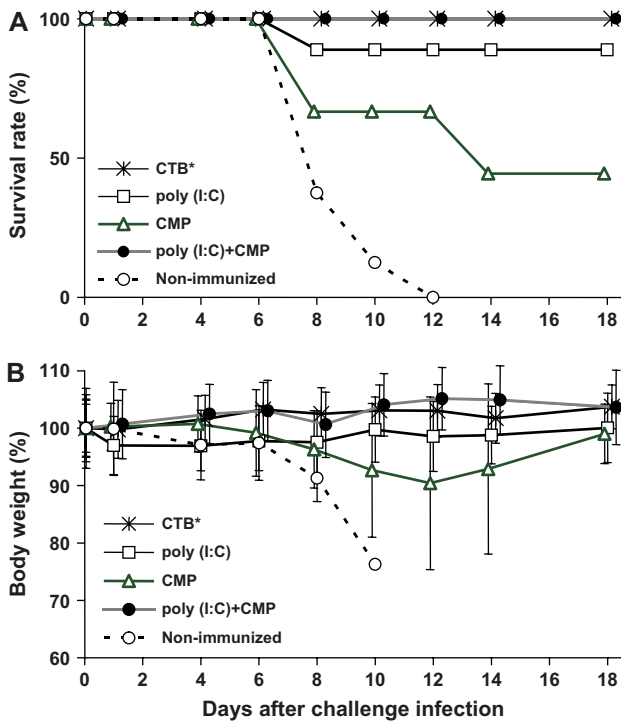 A
Survival rate (%)
100
50
0
CTB*
poly (I:C)
CMP
poly (I:C)+CMP
Non-immunized
0 2 4 6 8 10 12 14 16 18
B
Body weight (%)
110
100
90
80
70
60
CTB*
poly (I:C)
CMP
poly (I:C)+CMP
Non-immunized
0 2 4 6 8 10 12 14 16 18
Days after challenge infection